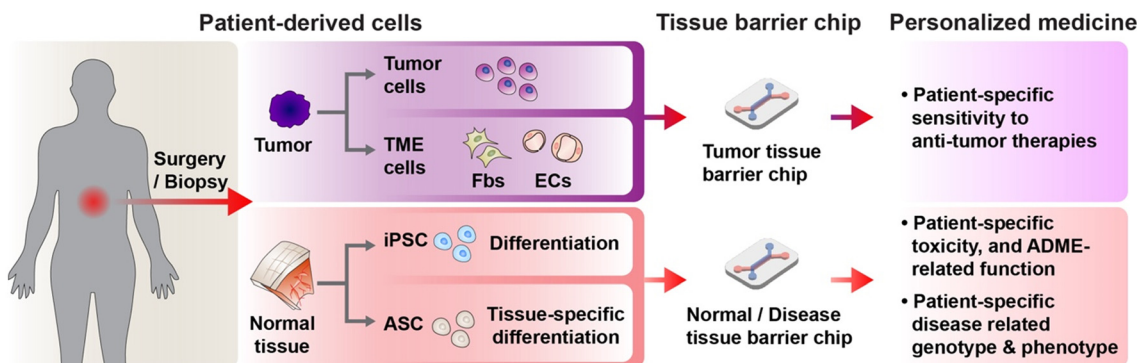 Patient-derived cells
Tissue barrier chip
Personalized medicine
Surgery
/ Biopsy
Tumor
Tumor
cells
TME
cells
Fbs
ECs
Tumor tissue
barrier chip
• Patient-specific
sensitivity to
anti-tumor therapies
Normal
tissue
iPSC
Differentiation
ASC
Tissue-specific
differentiation
Normal / Disease
tissue barrier chip
• Patient-specific
toxicity, and ADME-
related function
• Patient-specific
disease related
genotype & phenotype